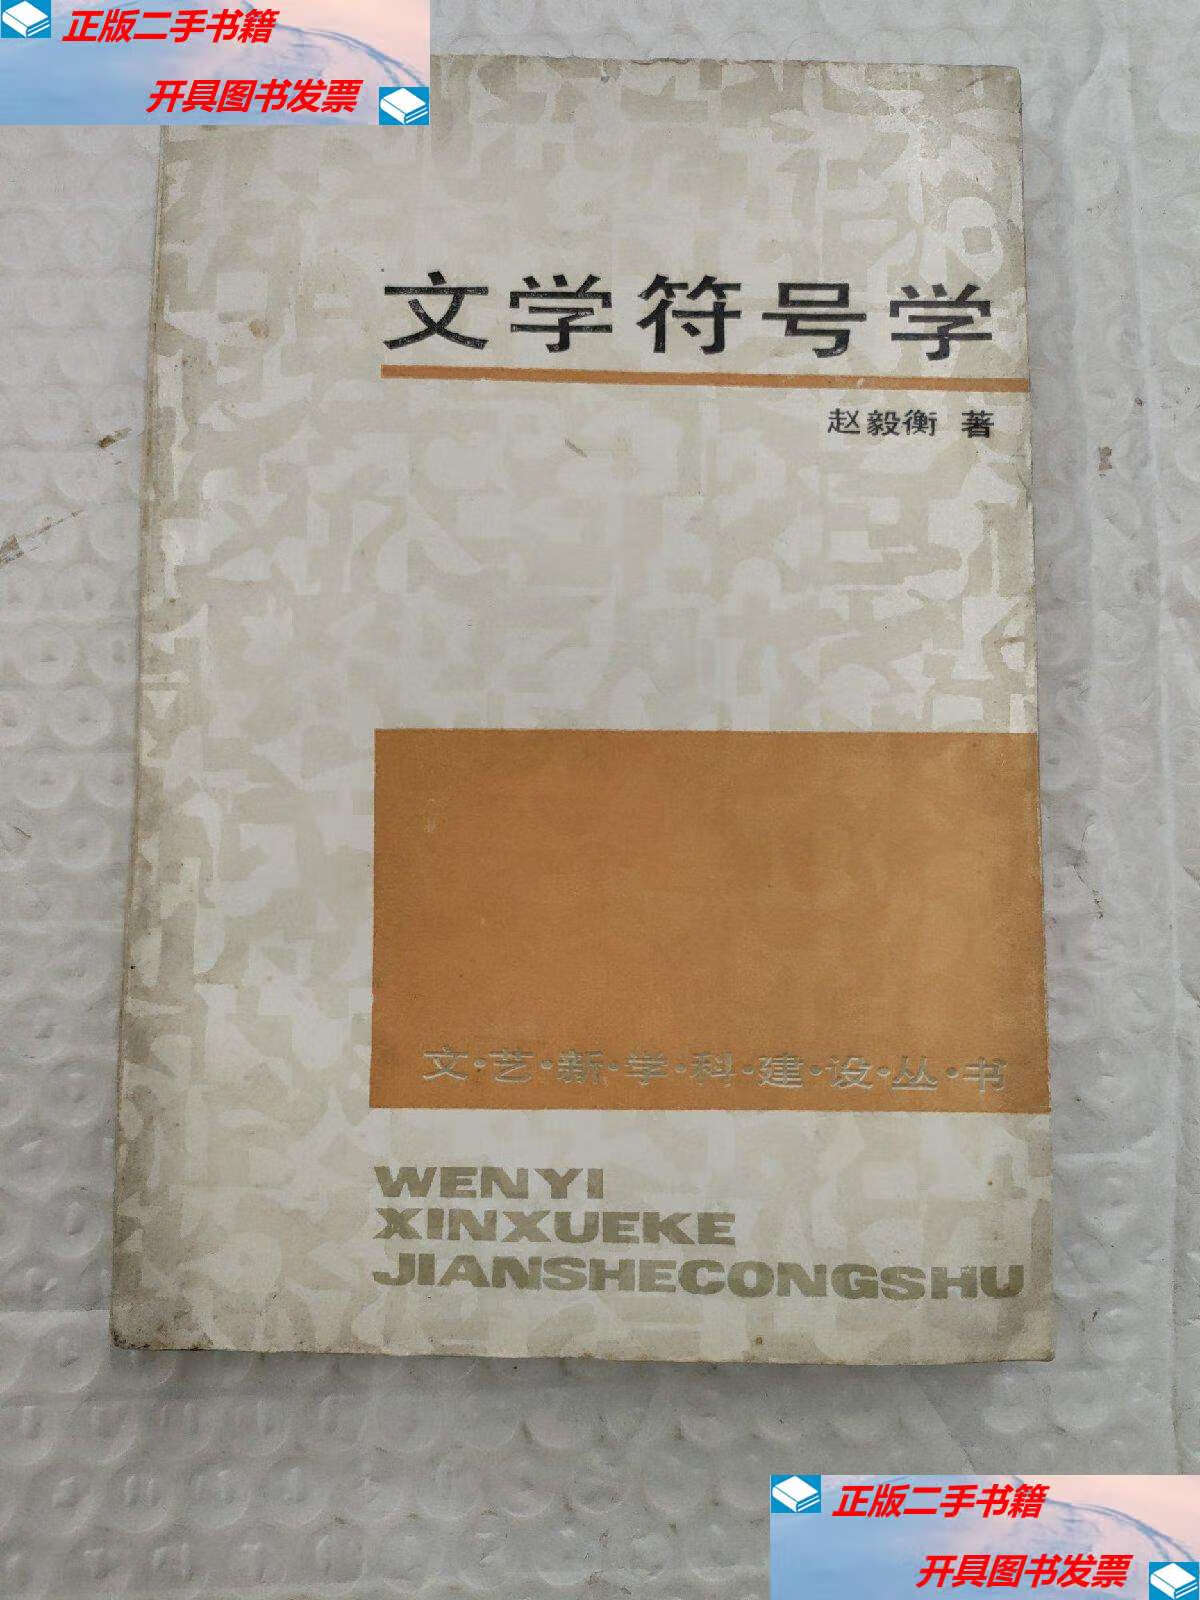 正版二手书籍
开具图书发票
文学符号学
赵毅衡 著
文·艺·新·学·科·建·设·丛·书
WENYI
XINXUEKE
JIANSHECONGSHU
正版二手书籍
开具图书发票